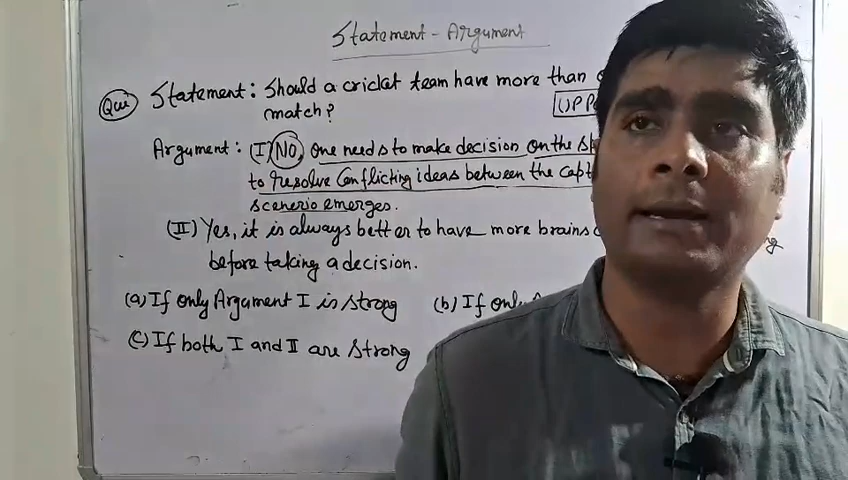 Statement - Argument
Que Statement: Should a cricket team have more than
match? UPP
Argument: (I) No, One needs to make decision on the
to resolve Conflicting ideas between the
scenerio emerges.
(II) Yes, it is always better to have more brains
before taking a decision.
(a) If only Argument I is strong (b) If only
(c) If both I and II are strong